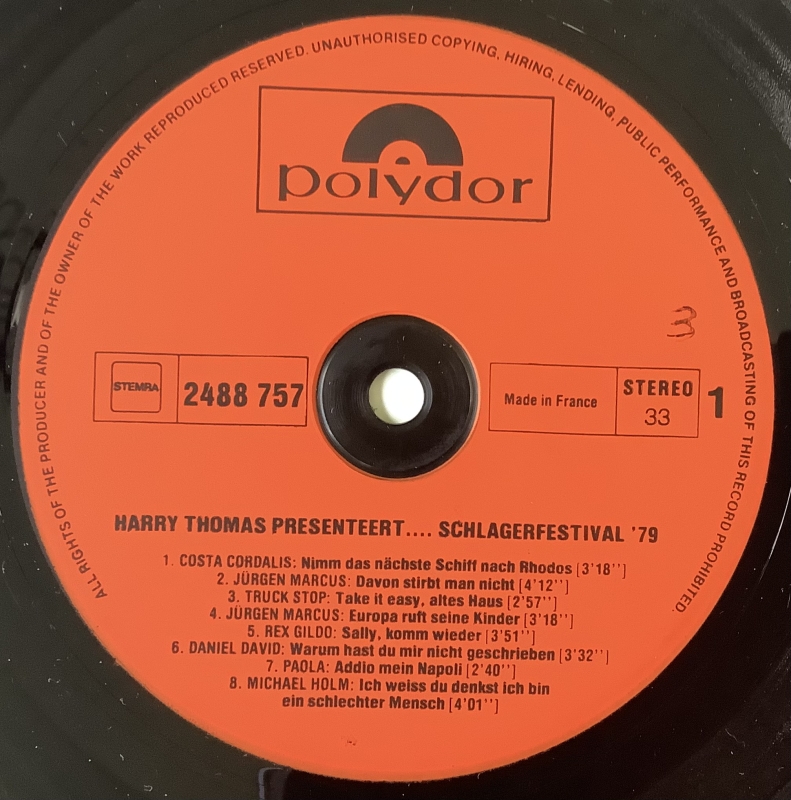 ALL RIGHTS OF THE PRODUCER AND OF THE OWNER OF THE WORK REPRODUCED RESERVED. UNAUTHORISED COPYING, HIRING, LENDING, PUBLIC PERFORMANCE AND BROADCASTING OF THIS RECORD PROHIBITED.
polydor
3
STEMRA
2488 757
Made in France
STEREO
33
1
HARRY THOMAS PRESENTEERT.... SCHLAGERFESTIVAL '79
1. COSTA CORDALIS: Nimm das nächste Schiff nach Rhodos [3'18'']
2. JÜRGEN MARCUS: Davon stirbt man nicht [4'12'']
3. TRUCK STOP: Take it easy, altes Haus [2'57'']
4. JÜRGEN MARCUS: Europa ruft seine Kinder [3'18'']
5. REX GILDO: Sally, komm wieder [3'51'']
6. DANIEL DAVID: Warum hast du mir nicht geschrieben [3'32'']
7. PAOLA: Addio mein Napoli [2'40'']
8. MICHAEL HOLM: Ich weiss du denkst ich bin
ein schlechter Mensch [4'01'']